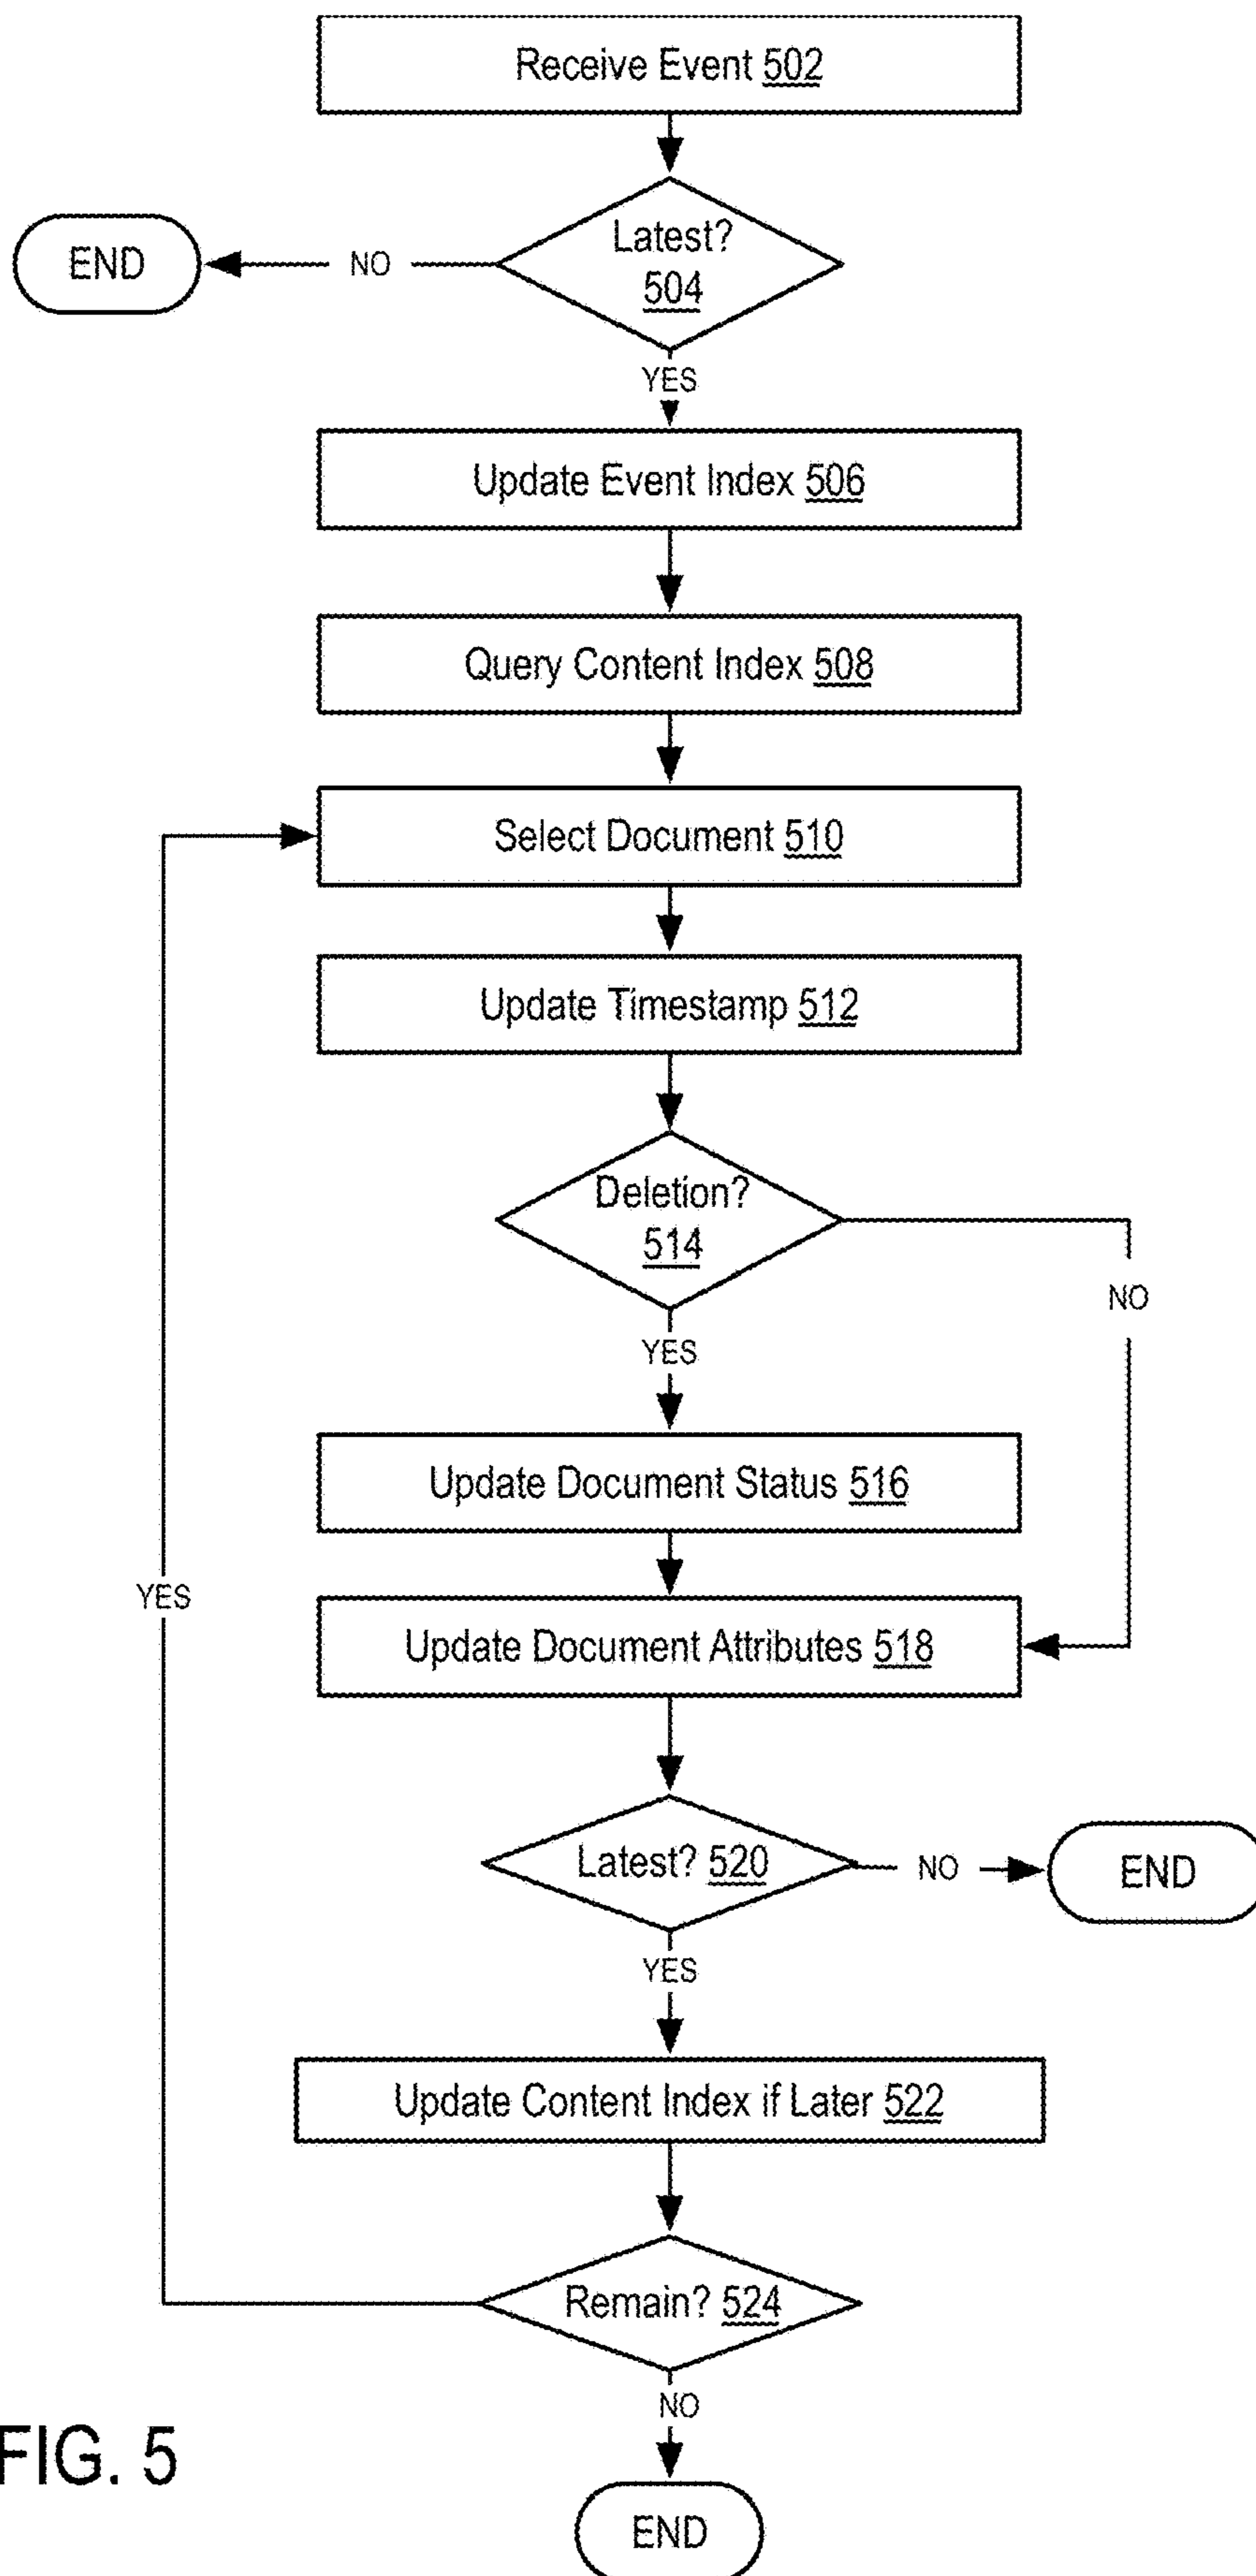 Receive Event 502
Latest?
504
END
NO
YES
Update Event Index 506
Query Content Index 508
Select Document 510
Update Timestamp 512
Deletion?
514
NO
YES
Update Document Status 516
YES
Update Document Attributes 518
Latest? 520
NO
END
YES
Update Content Index if Later 522
Remain? 524
NO
FIG. 5
END